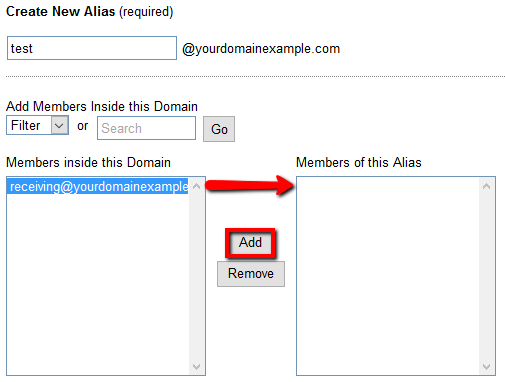 Create New Alias (required)
test @yourdomainexample.com
Add Members Inside this Domain
Filter or Search Go
Members inside this Domain Members of this Alias
receiving@yourdomainexample
Add
Remove